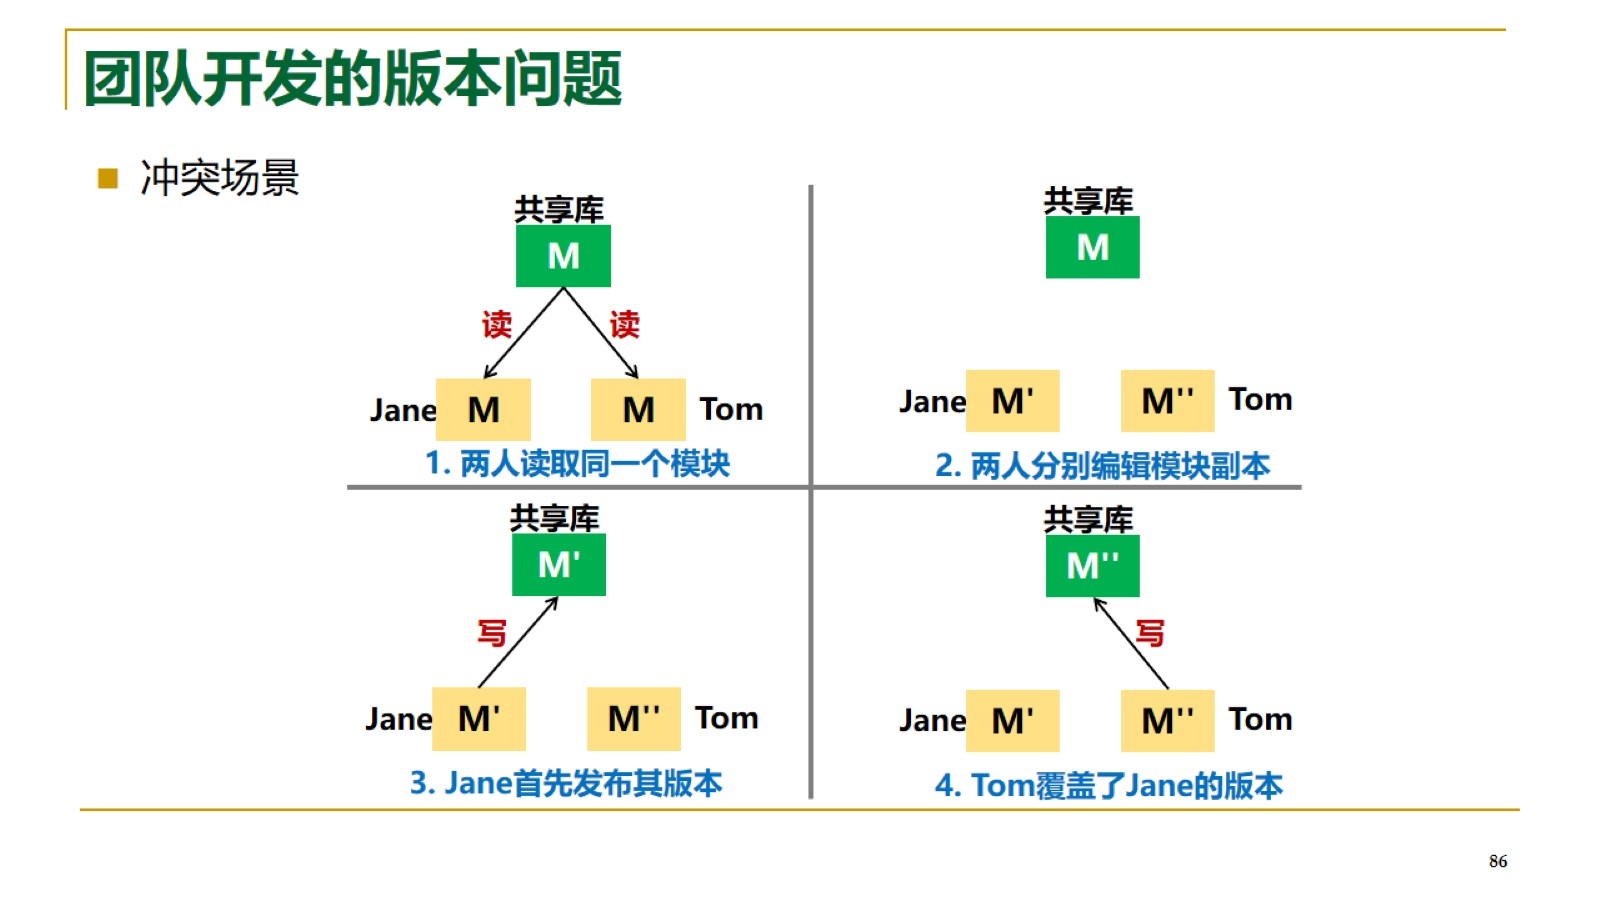 团队开发的版本问题
冲突场景
共享库
M
读 读
Jane M M Tom
1. 两人读取同一个模块
共享库
M
Jane M' M'' Tom
2. 两人分别编辑模块副本
共享库
M'
写
Jane M' M'' Tom
3. Jane首先发布其版本
共享库
M''
写
Jane M' M'' Tom
4. Tom覆盖了Jane的版本
86